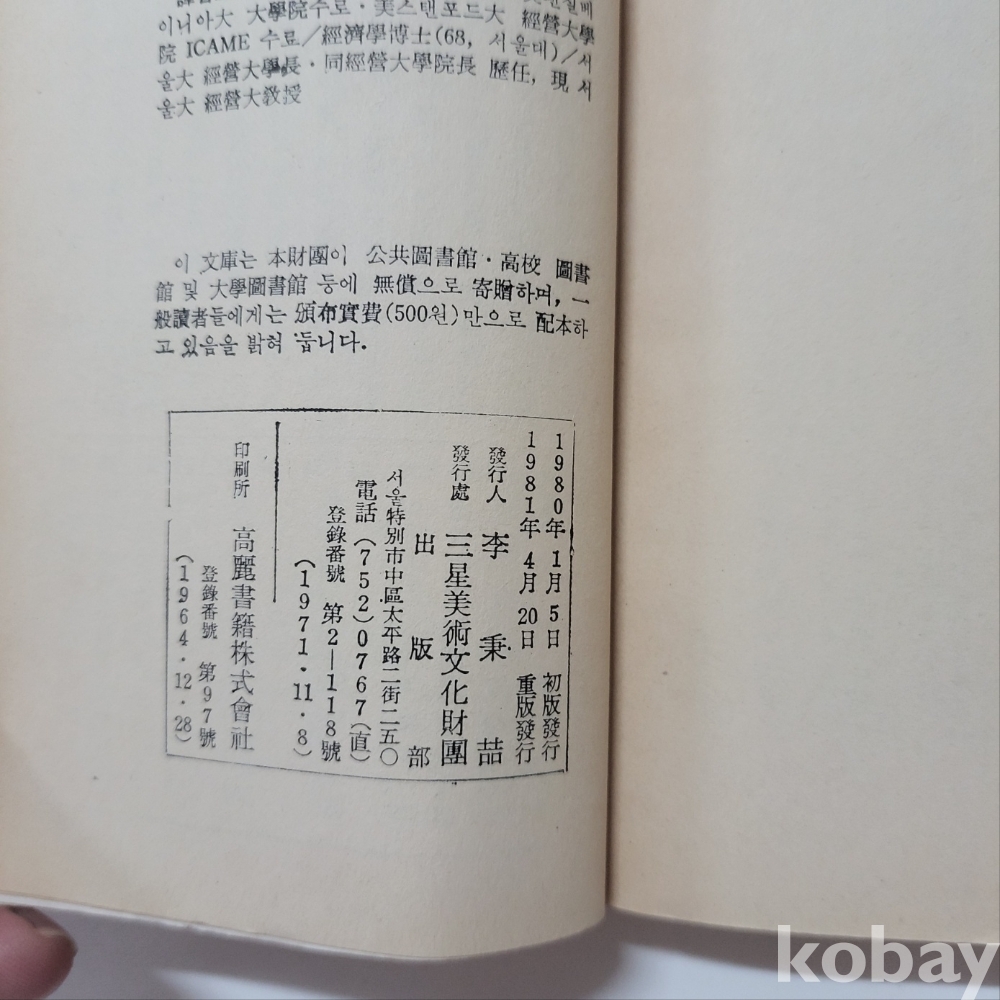 이니아大 大學院수료·美스탠포드大 經營大學
院 ICAME 수료/經濟學博士(68, 서울대)/서
울大 經營大學長·同經營大學院長 歷任, 現 서
울大 經營大敎授
이 文庫는 本財團이 公共圖書館·高校 圖書
館 및 大學圖書館 등에 無償으로 寄贈하며, 一
般讀者들에게는 頒布實費(500원)만으로 配本하
고 있음을 밝혀 둡니다.
1980年 1月 5日 初版發行
1981年 4月 20日 重版發行
發行人 李秉喆
發行處 三星美術文化財團
出版部
서울特別市中區太平路二街二五〇
電話 (752) 0767(直)
登錄番號 第2—118號
(1971·11·8)
印刷所 高麗書籍株式會社
登錄番號 第97號
(1964·12·28)
kobay